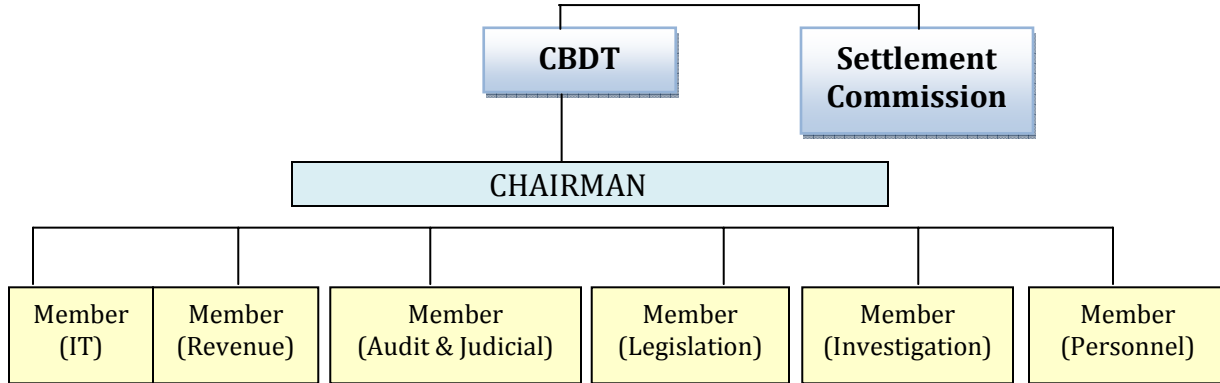 CBDT
Settlement
Commission
CHAIRMAN
Member
(IT)
Member
(Revenue)
Member
(Audit & Judicial)
Member
(Legislation)
Member
(Investigation)
Member
(Personnel)